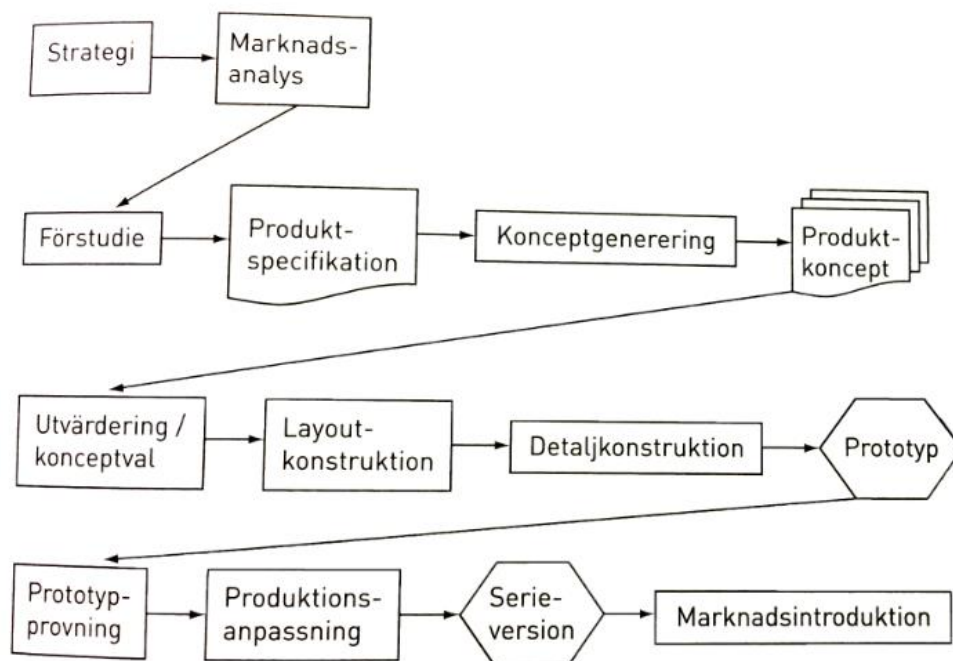 Strategi
Marknads-
analys
Förstudie
Produkt-
specifikation
Konceptgenerering
Produkt-
koncept
Utvärdering /
konceptval
Layout-
konstruktion
Detaljkonstruktion
Prototyp
Prototyp-
provning
Produktions-
anpassning
Serie-
version
Marknadsintroduktion